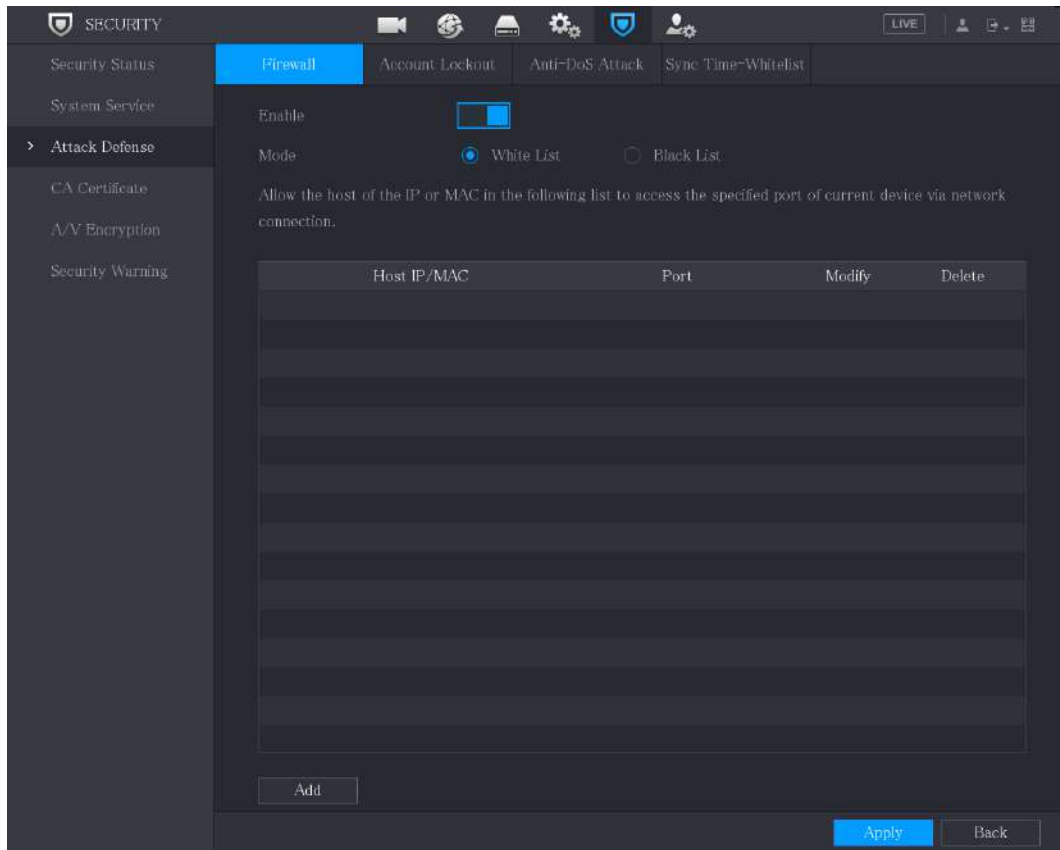 SECURITY
LIVE
Security Status
System Service
Attack Defense
CA Certificate
A/V Encryption
Security Warning
Firewall
Account Lockout
Anti-DoS Attack
Sync Time-Whitelist
Enable
Mode
White List
Black List
Allow the host of the IP or MAC in the following list to access the specified port of current device via network
connection.
Host IP/MAC
Port
Modify
Delete
Add
Apply
Back